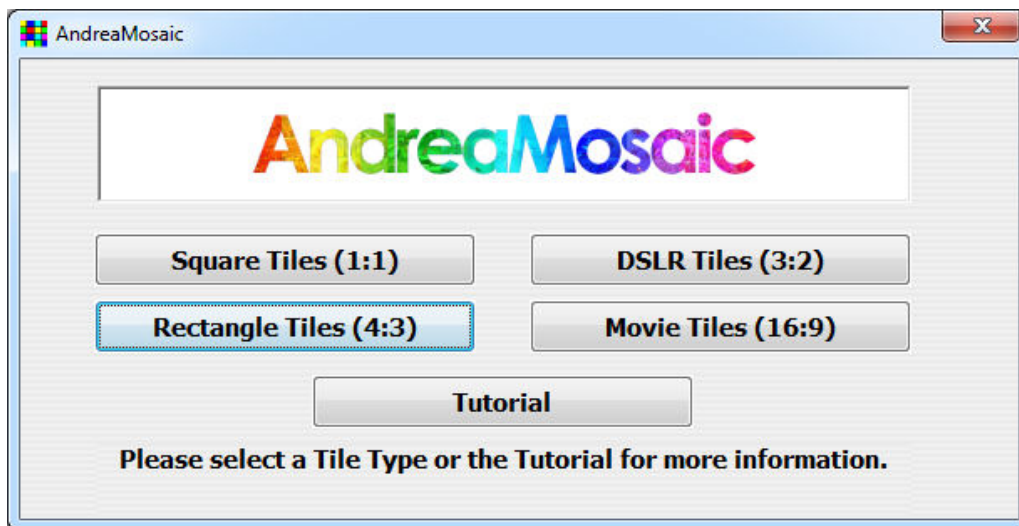 AndreaMosaic
AndreaMosaic
Square Tiles (1:1)
DSLR Tiles (3:2)
Rectangle Tiles (4:3)
Movie Tiles (16:9)
Tutorial
Please select a Tile Type or the Tutorial for more information.